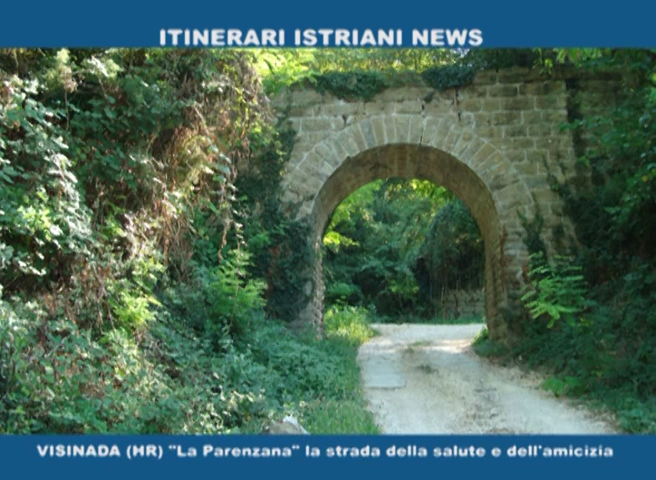 ITINERARI ISTRIANI NEWS
VISINADA (HR) "La Parenzana" la strada della salute e dell'amicizia